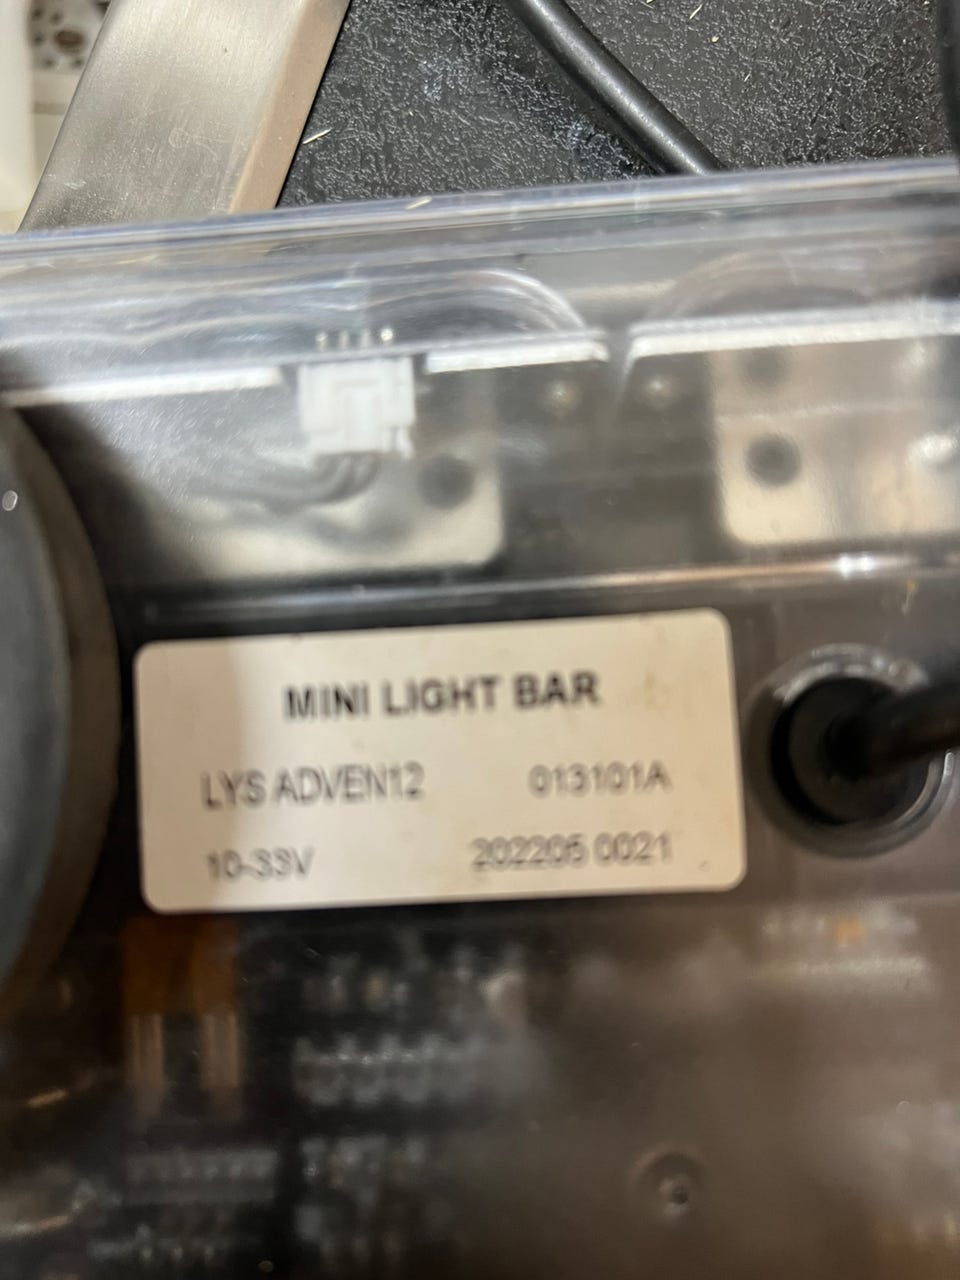 MINI LIGHT BAR
LYS ADVEN12 013101A
10-33V 202205 0021